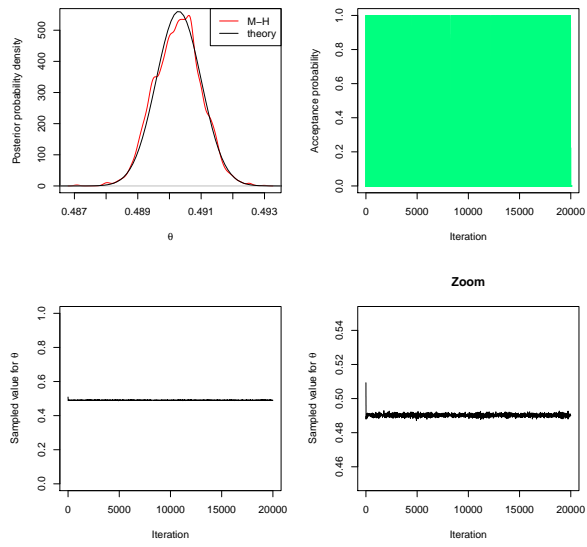 M−H
theory
Posterior probability density
0 100 200 300 400 500
0.487 0.489 0.491 0.493
θ
Acceptance probability
0.0 0.2 0.4 0.6 0.8 1.0
0 5000 10000 15000 20000
Iteration
Sampled value for θ
0.0 0.2 0.4 0.6 0.8 1.0
0 5000 10000 15000 20000
Iteration
Zoom
Sampled value for θ
0.46 0.48 0.50 0.52 0.54
0 5000 10000 15000 20000
Iteration